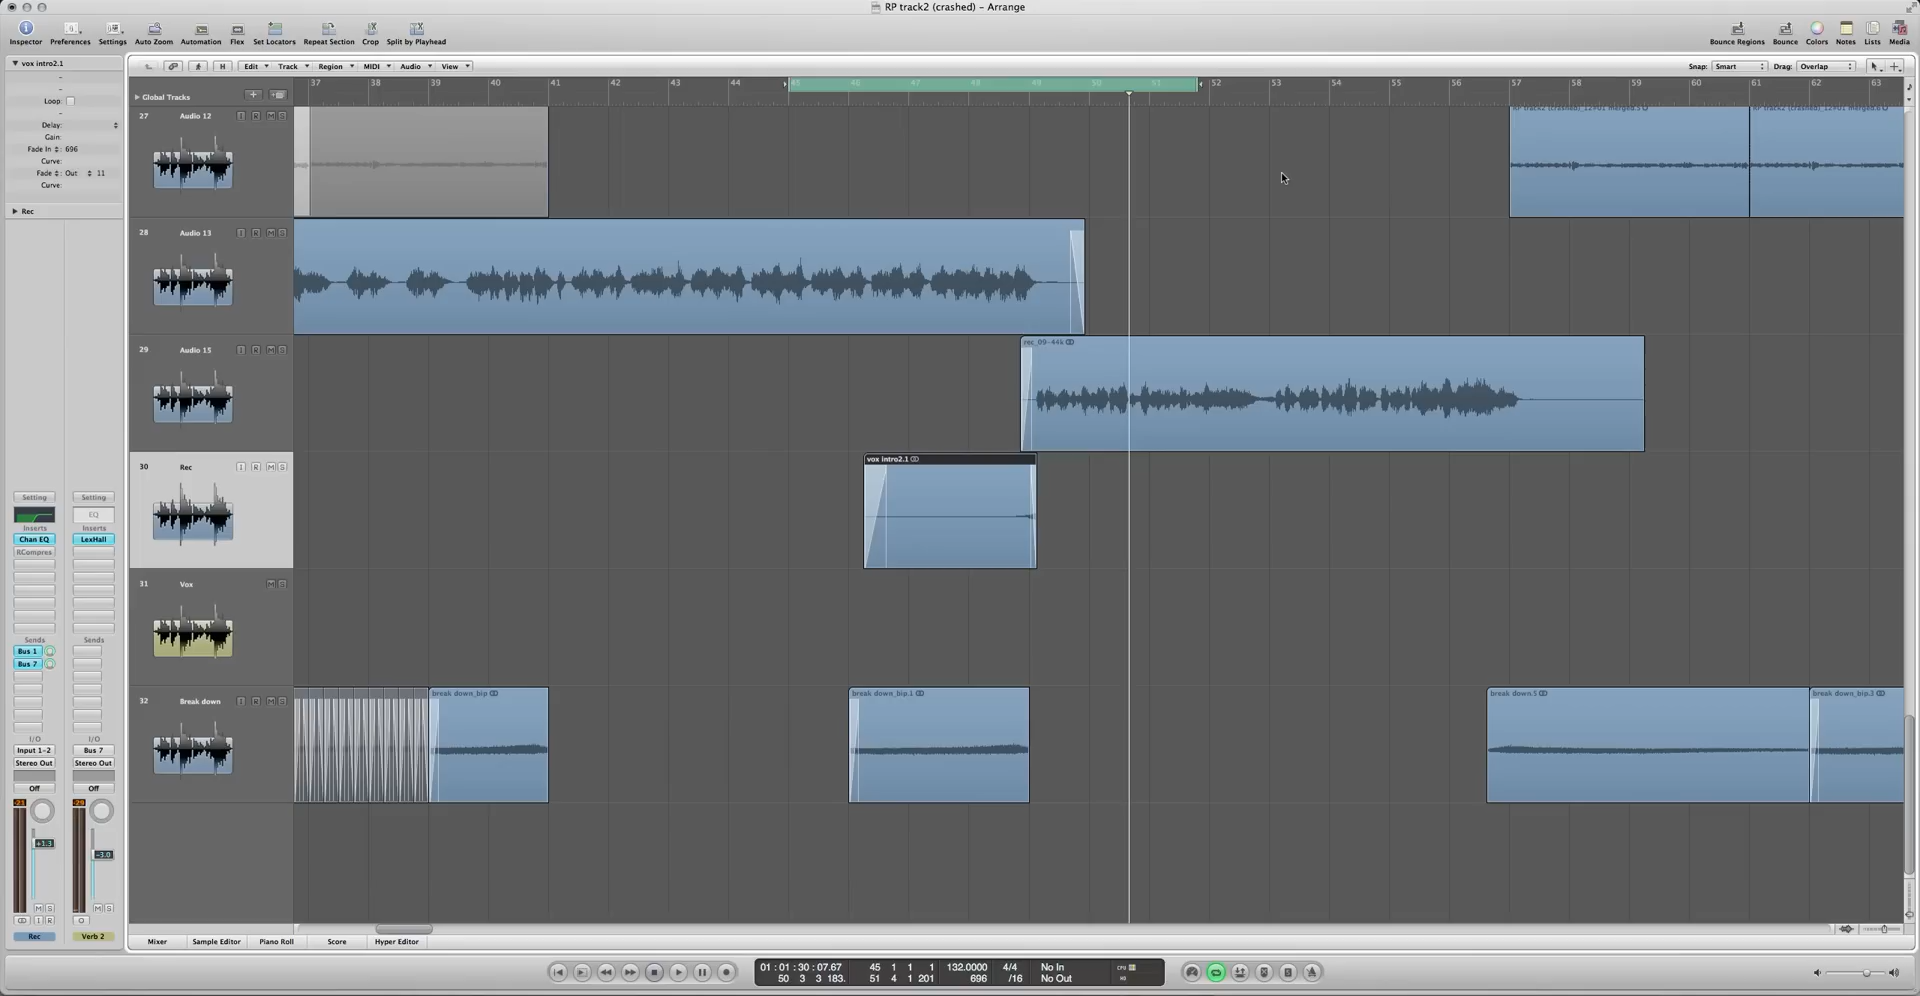 RP track2 (crashed) - Arrange
Inspector Preferences Settings Auto Zoom Automation Flex Set Locators Repeat Section Crop Split by Playhead
Bounce Regions Bounce Colors Notes Lists Media
vox intro2.1
Edit Track Region MIDI Audio View
Snap: Smart Drag: Overlap
37 38 39 40 41 42 43 44 45 46 47 48 49 50 51 52 53 54 55 56 57 58 59 60 61 62 63
Global Tracks
-
-
Loop:
-
Delay:
Gain:
Fade In: 696
Curve:
Fade: Out: 11
Curve:
Rec
27 Audio 12 I R M S
28 Audio 13 I R M S
29 Audio 15 I R M S
rec_09-44k
30 Rec I R M S
vox intro2.1
31 Vox M S
32 Break down I R M S
break down_bip
break down_bip.1
break down.5
break down_bip.3
Setting Setting
EQ
Inserts Inserts
Chan EQ LexHall
RCompres
Sends Sends
Bus 1
Bus 7
I/O I/O
Input 1-2 Bus 7
Stereo Out Stereo Out
Off Off
-21 -29
+1.3 -3.0
M S M S
I R
Rec Verb 2
Mixer Sample Editor Piano Roll Score Hyper Editor
01:01:30:07.67 45 1 1 1 132.0000 4/4 No In CPU
50 3 3 183. 51 4 1 201 696 /16 No Out HD